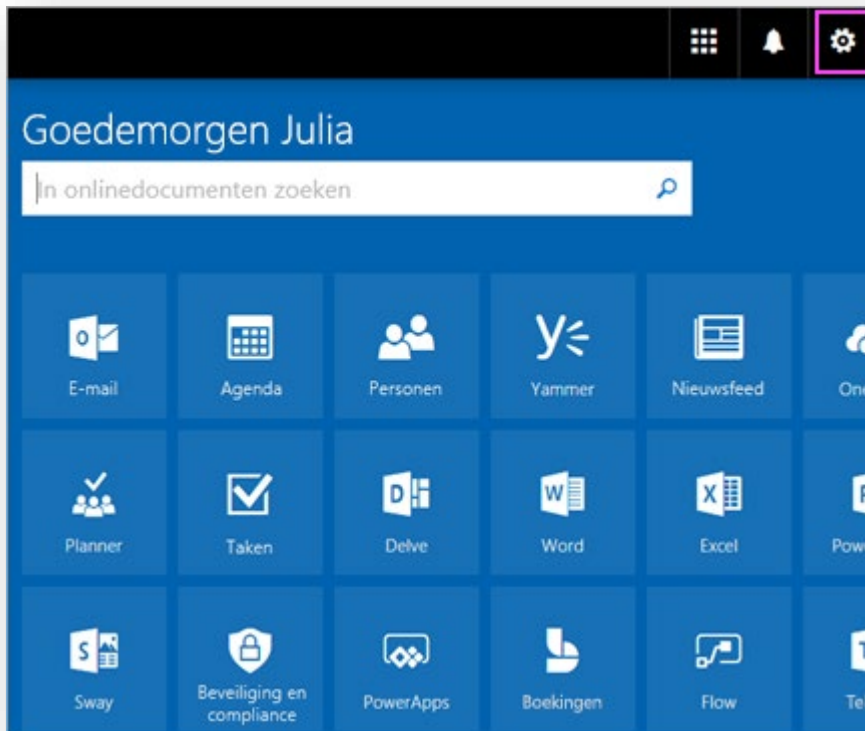 Goedemorgen Julia
In onlinedocumenten zoeken
E-mail
Agenda
Personen
Yammer
Nieuwsfeed
Planner
Taken
Delve
Word
Excel
Sway
Beveiliging en
compliance
PowerApps
Boekingen
Flow